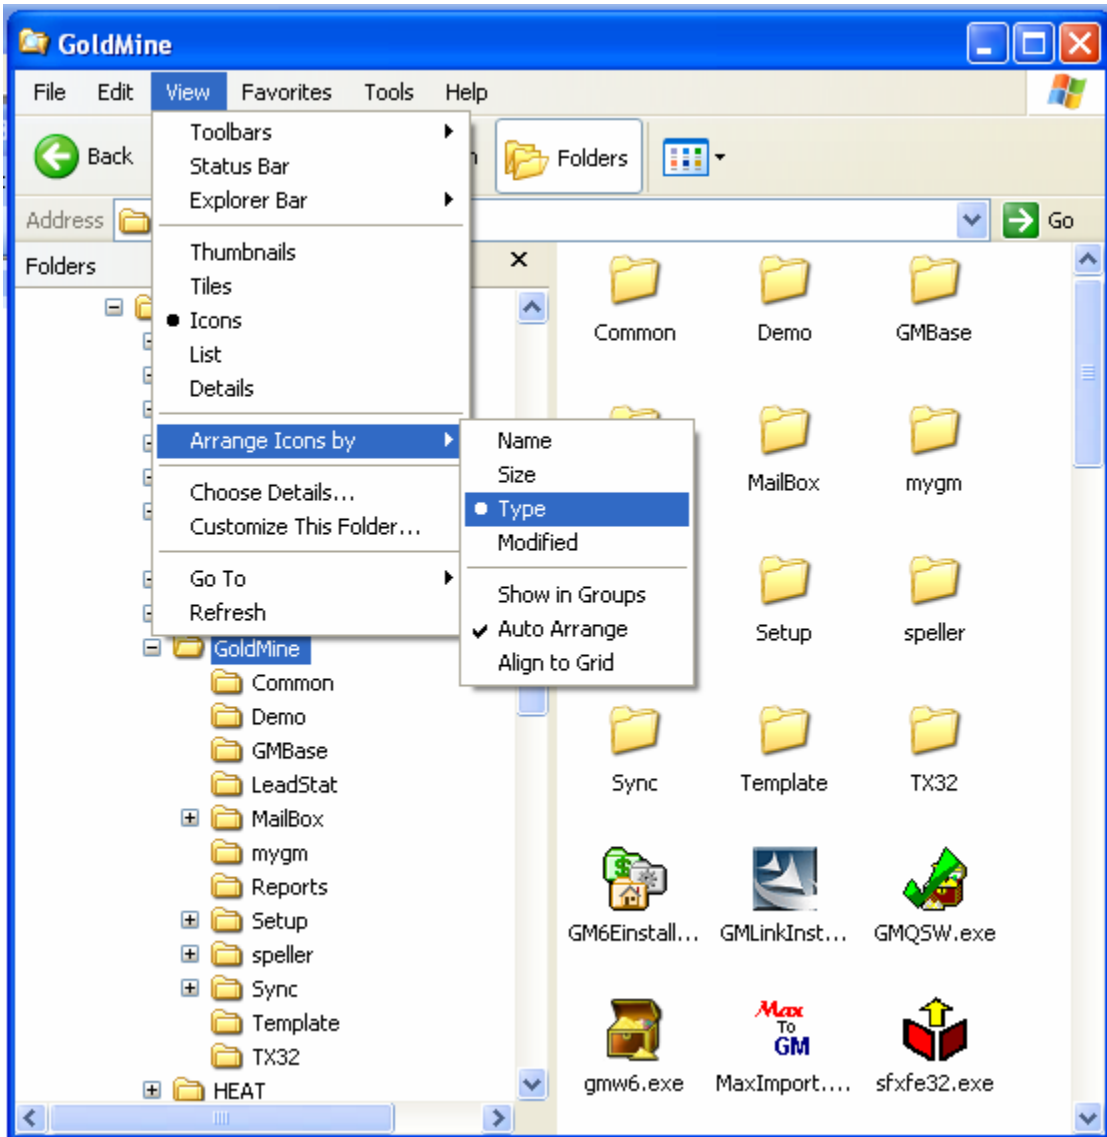 GoldMine
File Edit View Favorites Tools Help
Back Folders
Address Go
Toolbars
Status Bar
Explorer Bar
Thumbnails
Tiles
Icons
List
Details
Arrange Icons by
Choose Details...
Customize This Folder...
Go To
Refresh
Name
Size
Type
Modified
Show in Groups
Auto Arrange
Align to Grid
Folders
GoldMine
Common
Demo
GMBase
LeadStat
MailBox
mygm
Reports
Setup
speller
Sync
Template
TX32
HEAT
Common Demo GMBase
MailBox mygm
Setup speller
Sync Template TX32
GM6Einstall... GMLinkInst... GMQSW.exe
Max
To
GM
gmw6.exe MaxImport.... sfxfe32.exe